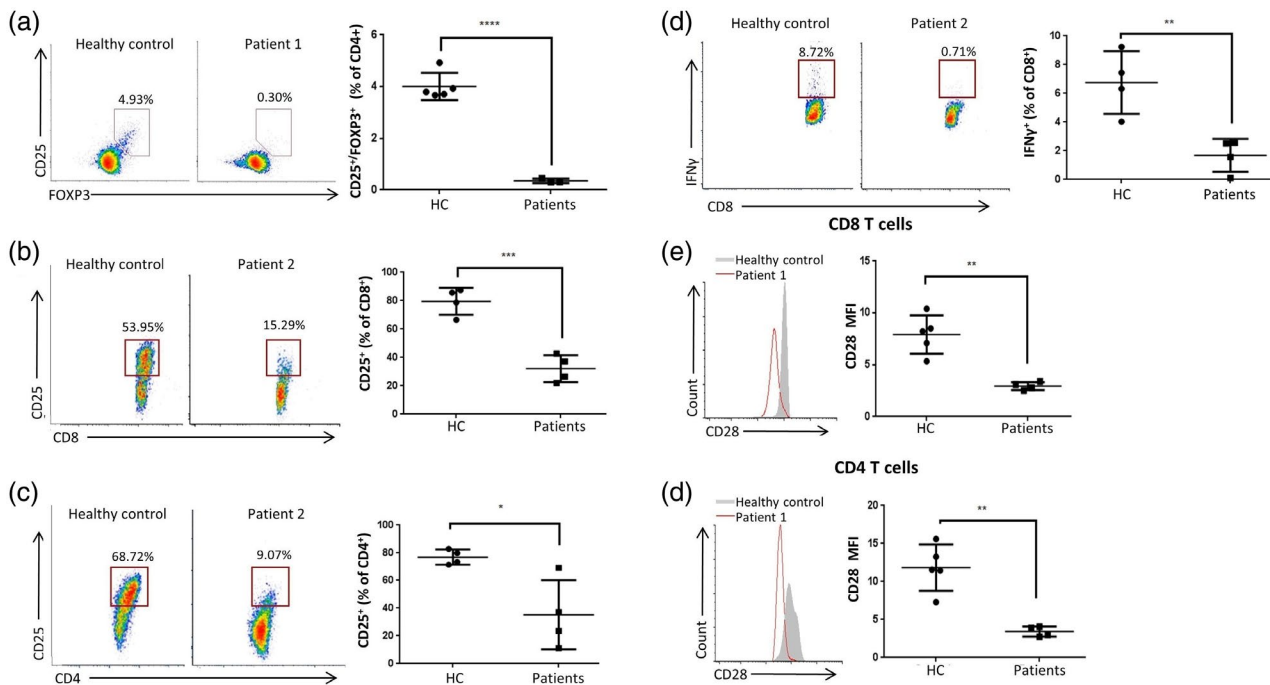 (a)
Healthy control
Patient 1
4.93%
0.30%
CD25
FOXP3
CD25⁺/FOXP3⁺ (% of CD4+)
6
4
2
0
****
HC
Patients
(b)
Healthy control
Patient 2
53.95%
15.29%
CD25
CD8
CD25⁺ (% of CD8⁺)
100
80
60
40
20
0
***
HC
Patients
(c)
Healthy control
Patient 2
68.72%
9.07%
CD25
CD4
CD25⁺ (% of CD4⁺)
100
80
60
40
20
0
*
HC
Patients
(d)
Healthy control
Patient 2
8.72%
0.71%
IFNγ
CD8
IFNγ⁺ (% of CD8⁺)
10
8
6
4
2
0
**
HC
Patients
CD8 T cells
(e)
Healthy control
Patient 1
Count
CD28
CD28 MFI
15
10
5
0
**
HC
Patients
CD4 T cells
(d)
Healthy control
Patient 1
Count
CD28
CD28 MFI
20
15
10
5
0
**
HC
Patients